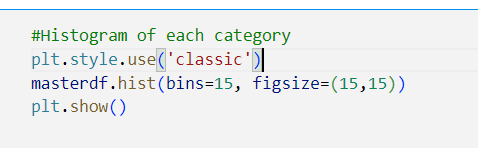 #Histogram of each category
plt.style.use('classic')
masterdf.hist(bins=15, figsize=(15,15))
plt.show()